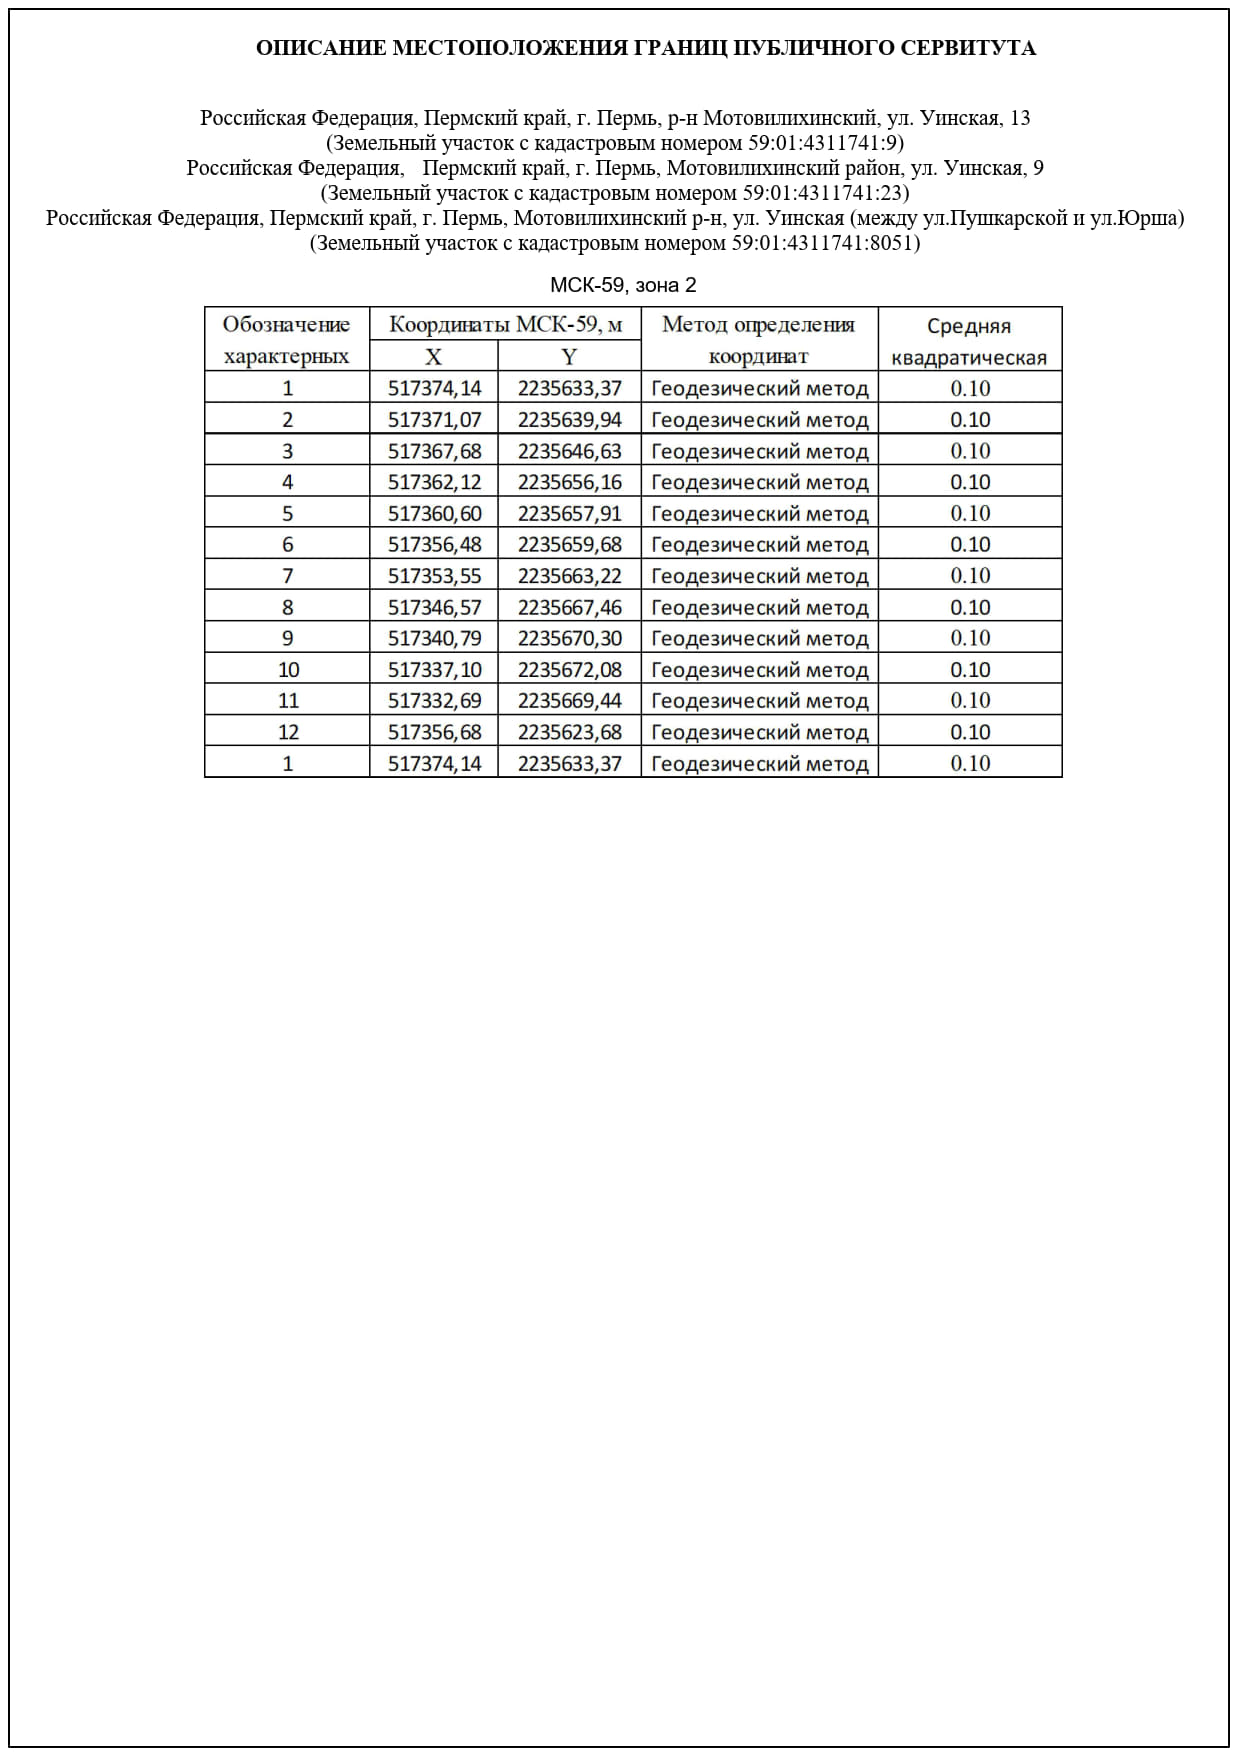 ОПИСАНИЕ МЕСТОПОЛОЖЕНИЯ ГРАНИЦ ПУБЛИЧНОГО СЕРВИТУТА
Российская Федерация, Пермский край, г. Пермь, р-н Мотовилихинский, ул. Уинская, 13
(Земельный участок с кадастровым номером 59:01:4311741:9)
Российская Федерация, Пермский край, г. Пермь, Мотовилихинский район, ул. Уинская, 9
(Земельный участок с кадастровым номером 59:01:4311741:23)
Российская Федерация, Пермский край, г. Пермь, Мотовилихинский р-н, ул. Уинская (между ул.Пушкарской и ул.Юрша)
(Земельный участок с кадастровым номером 59:01:4311741:8051)
МСК-59, зона 2
Обозначение Координаты МСК-59, м Метод определения Средняя
характерных X Y координат квадратическая
1 517374,14 2235633,37 Геодезический метод 0.10
2 517371,07 2235639,94 Геодезический метод 0.10
3 517367,68 2235646,63 Геодезический метод 0.10
4 517362,12 2235656,16 Геодезический метод 0.10
5 517360,60 2235657,91 Геодезический метод 0.10
6 517356,48 2235659,68 Геодезический метод 0.10
7 517353,55 2235663,22 Геодезический метод 0.10
8 517346,57 2235667,46 Геодезический метод 0.10
9 517340,79 2235670,30 Геодезический метод 0.10
10 517337,10 2235672,08 Геодезический метод 0.10
11 517332,69 2235669,44 Геодезический метод 0.10
12 517356,68 2235623,68 Геодезический метод 0.10
1 517374,14 2235633,37 Геодезический метод 0.10